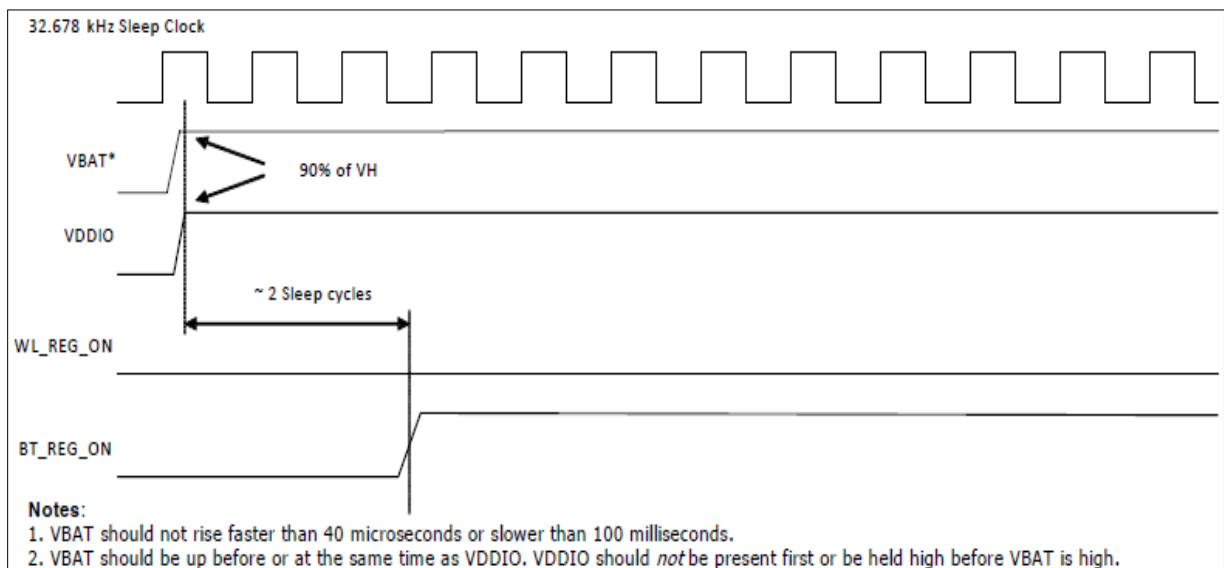 32.678 kHz Sleep Clock
VBAT*
90% of VH
VDDIO
~ 2 Sleep cycles
WL_REG_ON
BT_REG_ON
Notes:
1. VBAT should not rise faster than 40 microseconds or slower than 100 milliseconds.
2. VBAT should be up before or at the same time as VDDIO. VDDIO should not be present first or be held high before VBAT is high.